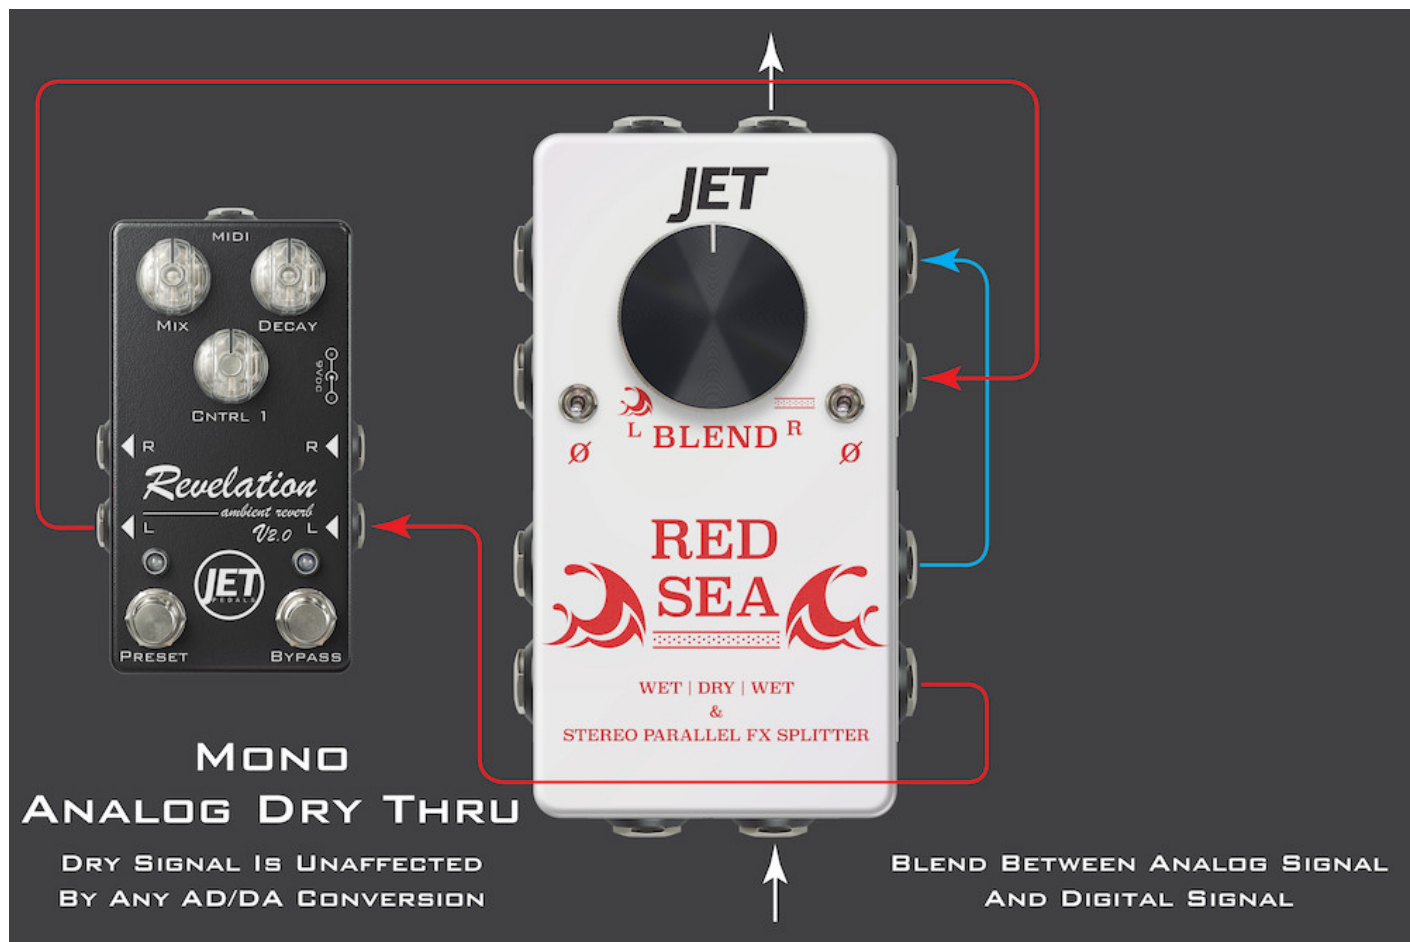 JET
MIDI
MIX
DECAY
CNTRL 1
9VDC
R
R
Revelation
ambient reverb
V2.0
L
L
JET
PEDALS
PRESET
BYPASS
L BLEND R
Ø
Ø
RED
SEA
WET | DRY | WET
&
STEREO PARALLEL FX SPLITTER
MONO
ANALOG DRY THRU
DRY SIGNAL IS UNAFFECTED
BY ANY AD/DA CONVERSION
BLEND BETWEEN ANALOG SIGNAL
AND DIGITAL SIGNAL